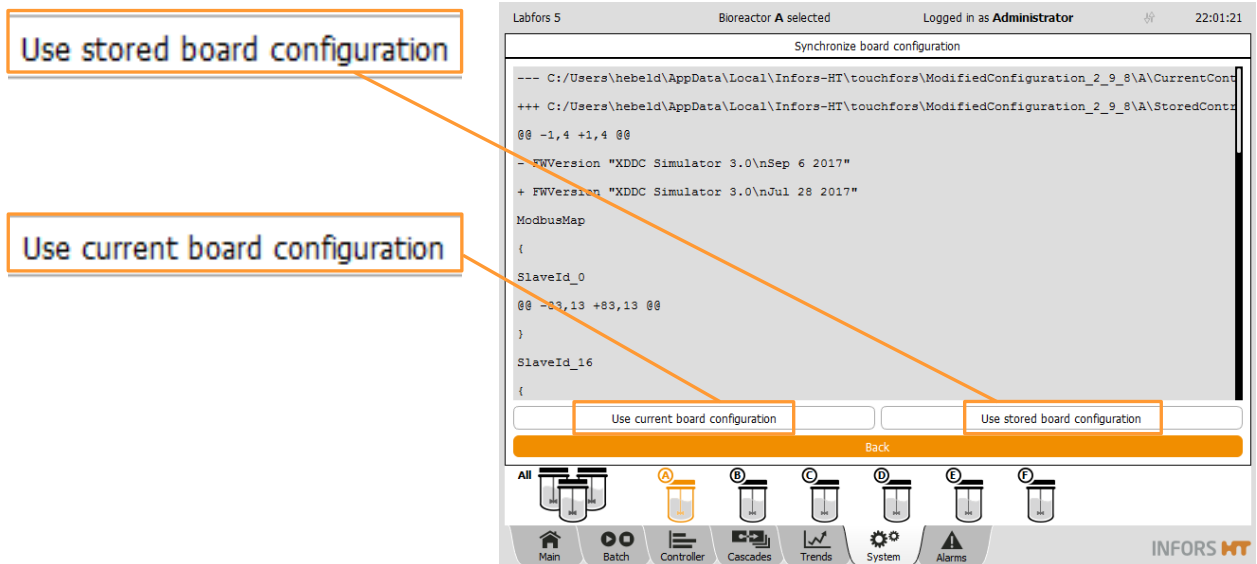 Use stored board configuration
Use current board configuration
Labfors 5 Bioreactor A selected Logged in as Administrator 22:01:21
Synchronize board configuration
--- C:/Users\hebeld\AppData\Local\Infors-HT\touchfors\ModifiedConfiguration_2_9_8\A\CurrentCont
+++ C:/Users\hebeld\AppData\Local\Infors-HT\touchfors\ModifiedConfiguration_2_9_8\A\StoredContr
@@ -1,4 +1,4 @@
- FWVersion "XDDC Simulator 3.0\nSep 6 2017"
+ FWVersion "XDDC Simulator 3.0\nJul 28 2017"
ModbusMap
{
SlaveId_0
@@ -83,13 +83,13 @@
}
SlaveId_16
{
Use current board configuration Use stored board configuration
Back
All A B C D E F
Main Batch Controller Cascades Trends System Alarms
INFORS HT